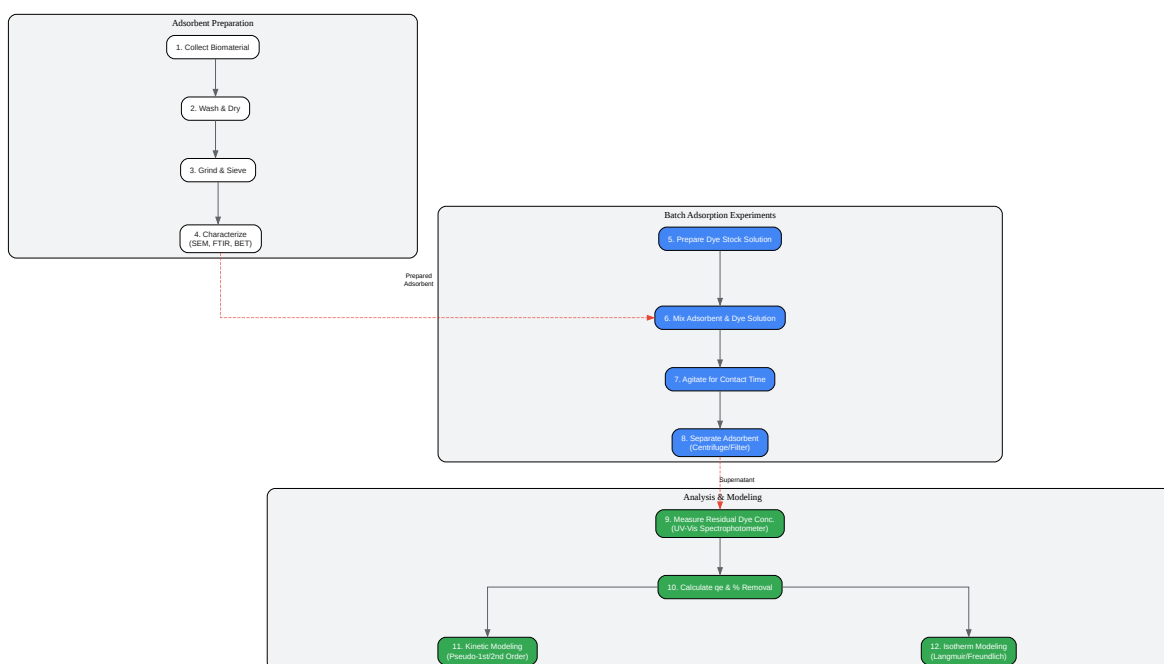 Adsorbent Preparation
1. Collect Biomaterial
2. Wash & Dry
3. Grind & Sieve
4. Characterize
(SEM, FTIR, BET)
Prepared
Adsorbent
Batch Adsorption Experiments
5. Prepare Dye Stock Solution
6. Mix Adsorbent & Dye Solution
7. Agitate for Contact Time
8. Separate Adsorbent
(Centrifuge/Filter)
Supernatant
Analysis & Modeling
9. Measure Residual Dye Conc.
(UV-Vis Spectrophotometer)
10. Calculate qe & % Removal
11. Kinetic Modeling
(Pseudo-1st/2nd Order)
12. Isotherm Modeling
(Langmuir/Freundlich)